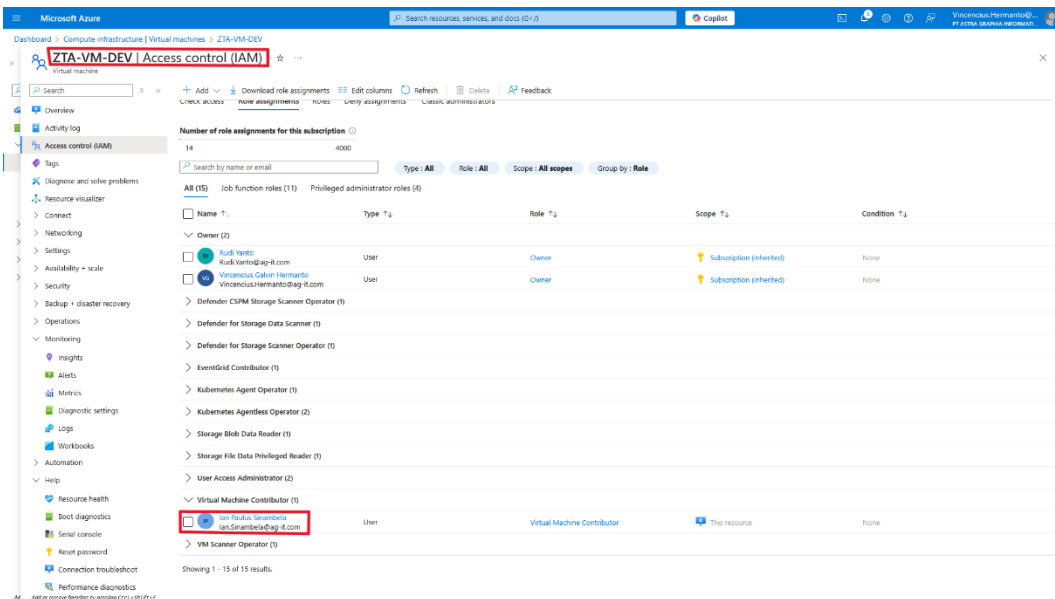 Microsoft Azure
Search resources, services, and docs (G+/)
Copilot
Vincencius.Hermanto@...
PT ASTRA GRAPHIA INFORMATI...
Dashboard > Compute infrastructure | Virtual machines > ZTA-VM-DEV
ZTA-VM-DEV | Access control (IAM)
Virtual machine
Search
Overview
Activity log
Access control (IAM)
Tags
Diagnose and solve problems
Resource visualizer
Connect
Networking
Settings
Availability + scale
Security
Backup + disaster recovery
Operations
Monitoring
Insights
Alerts
Metrics
Diagnostic settings
Logs
Workbooks
Automation
Help
Resource health
Boot diagnostics
Serial console
Reset password
Connection troubleshoot
Performance diagnostics
Add or remove favorites by pressing Ctrl+Shift+F
Add Download role assignments Edit columns Refresh Delete Feedback
Check access Role assignments Roles Deny assignments Classic administrators
Number of role assignments for this subscription
14 4000
Search by name or email
Type : All Role : All Scope : All scopes Group by : Role
All (15) Job function roles (11) Privileged administrator roles (4)
Name Type Role Scope Condition
Owner (2)
Rudi Yanto
Rudi.Yanto@ag-it.com
User Owner Subscription (Inherited) None
VG
Vincencius Galvin Hermanto
Vincencius.Hermanto@ag-it.com
User Owner Subscription (Inherited) None
Defender CSPM Storage Scanner Operator (1)
Defender for Storage Data Scanner (1)
Defender for Storage Scanner Operator (1)
EventGrid Contributor (1)
Kubernetes Agent Operator (1)
Kubernetes Agentless Operator (2)
Storage Blob Data Reader (1)
Storage File Data Privileged Reader (1)
User Access Administrator (2)
Virtual Machine Contributor (1)
Ian Paulus Sinambela
Ian.Sinambela@ag-it.com
User Virtual Machine Contributor This resource None
VM Scanner Operator (1)
Showing 1 - 15 of 15 results.